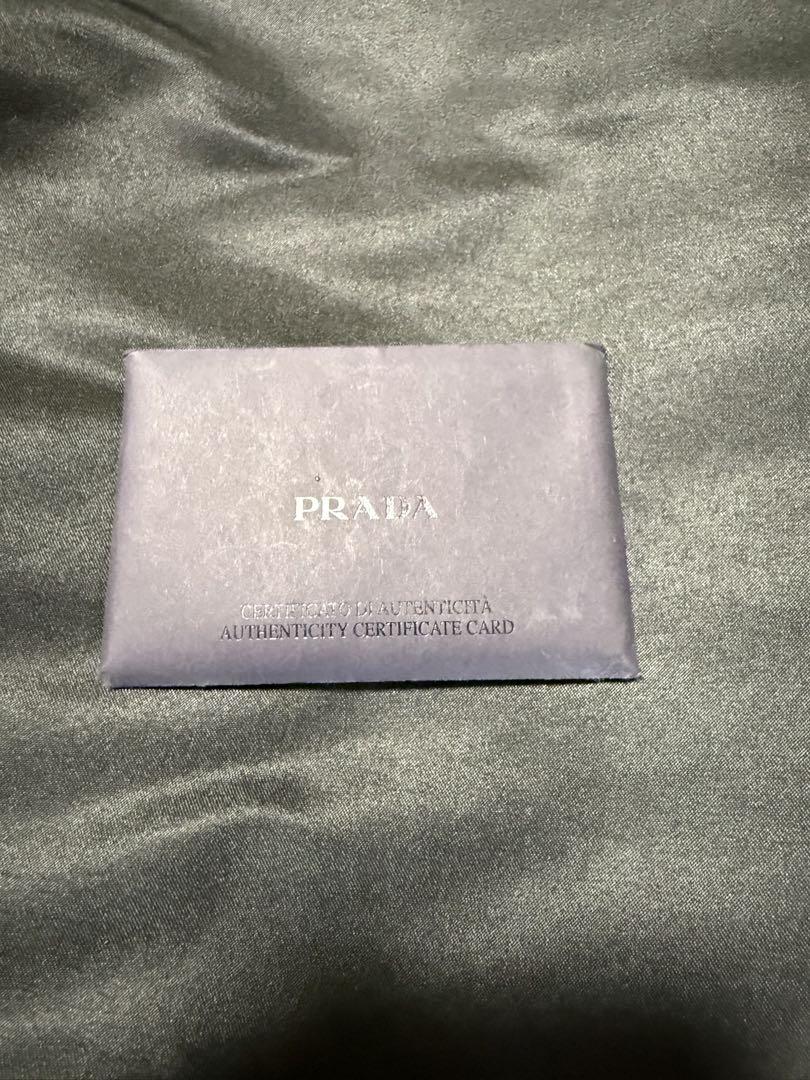 PRADA
CERTIFICATO DI AUTENTICITÀ
AUTHENTICITY CERTIFICATE CARD